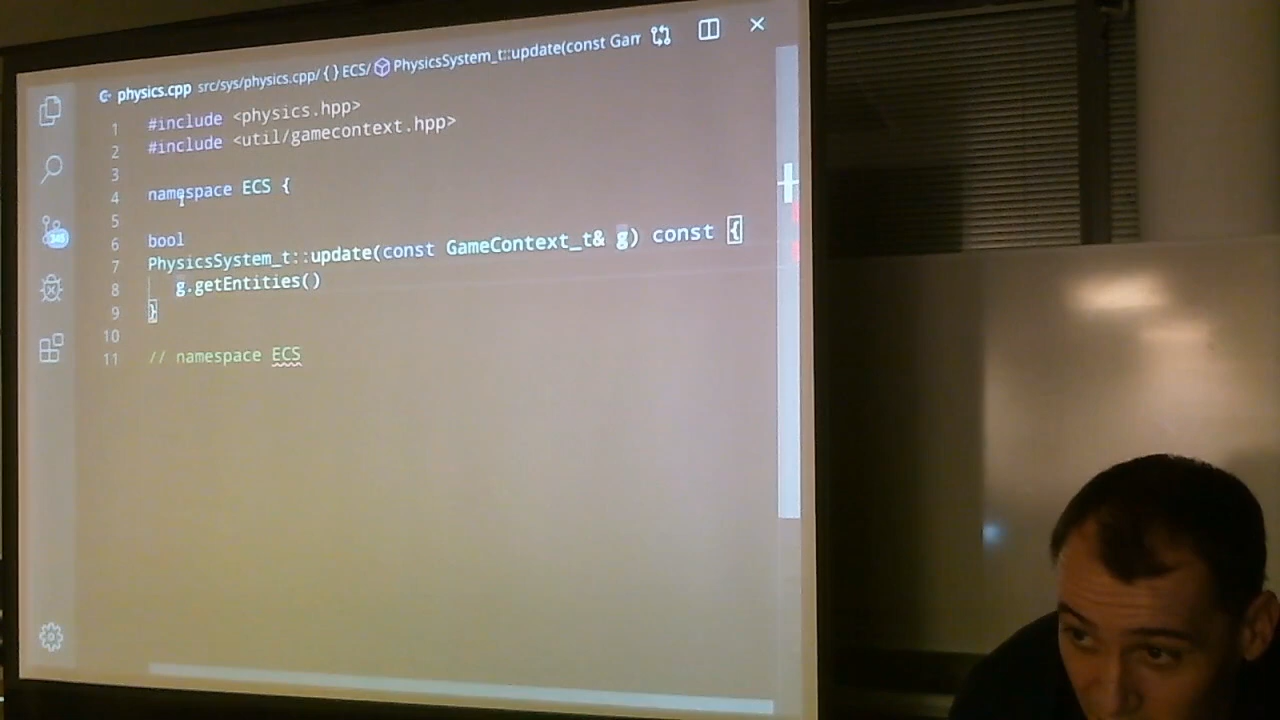 physics.cpp src/sys/physics.cpp/ { } ECS/ PhysicsSystem_t::update(const Gam
1 #include <physics.hpp>
2 #include <util/gamecontext.hpp>
3
4 namespace ECS {
5
6 bool
7 PhysicsSystem_t::update(const GameContext_t& g) const {
8 g.getEntities()
9 }
10
11 // namespace ECS
345